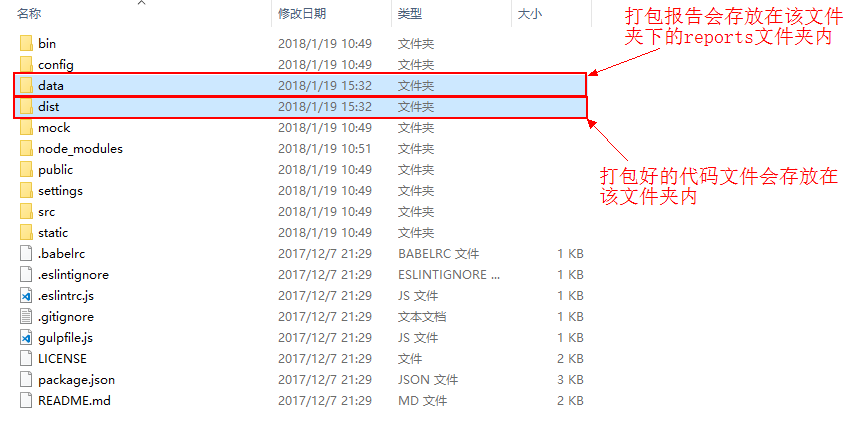 名称 修改日期 类型 大小
打包报告会存放在该文件
夹下的reports文件夹内
bin 2018/1/19 10:49 文件夹
config 2018/1/19 10:49 文件夹
data 2018/1/19 15:32 文件夹
dist 2018/1/19 15:32 文件夹
mock 2018/1/19 10:49 文件夹
node_modules 2018/1/19 10:51 文件夹
public 2018/1/19 10:49 文件夹
打包好的代码文件会存放在
该文件夹内
settings 2018/1/19 10:49 文件夹
src 2018/1/19 10:49 文件夹
static 2018/1/19 10:49 文件夹
.babelrc 2017/12/7 21:29 BABELRC 文件 1 KB
.eslintignore 2017/12/7 21:29 ESLINTIGNORE ... 1 KB
.eslintrc.js 2017/12/7 21:29 JS 文件 1 KB
.gitignore 2017/12/7 21:29 文本文档 1 KB
gulpfile.js 2017/12/7 21:29 JS 文件 1 KB
LICENSE 2017/12/7 21:29 文件 2 KB
package.json 2017/12/7 21:29 JSON 文件 3 KB
README.md 2017/12/7 21:29 MD 文件 2 KB